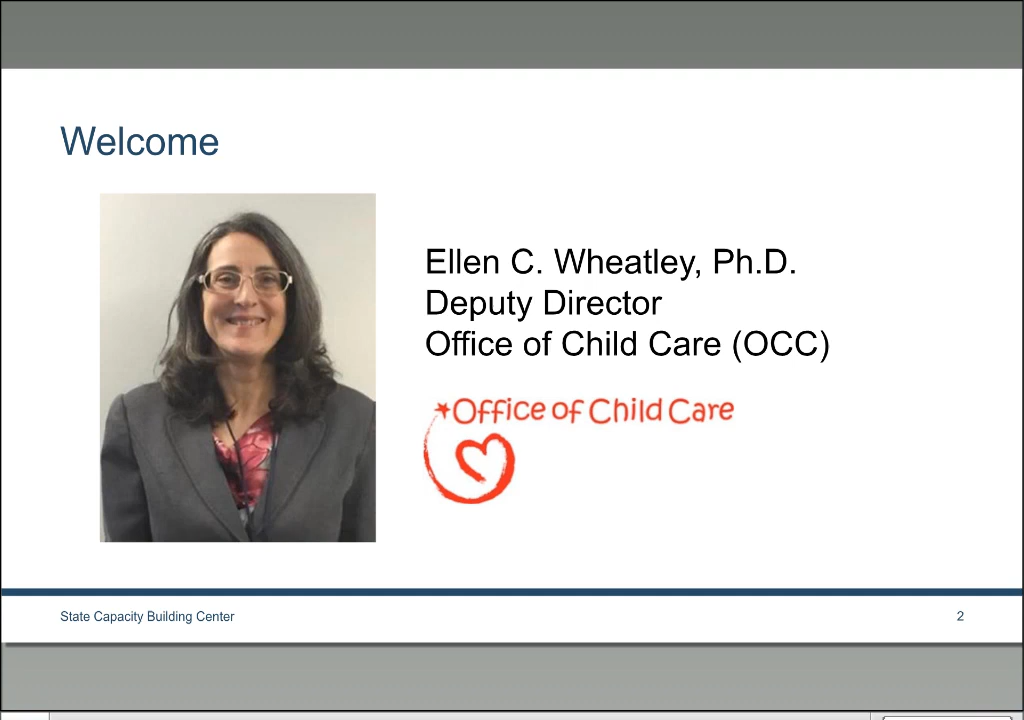 Welcome
Ellen C. Wheatley, Ph.D.
Deputy Director
Office of Child Care (OCC)
Office of Child Care
State Capacity Building Center
2